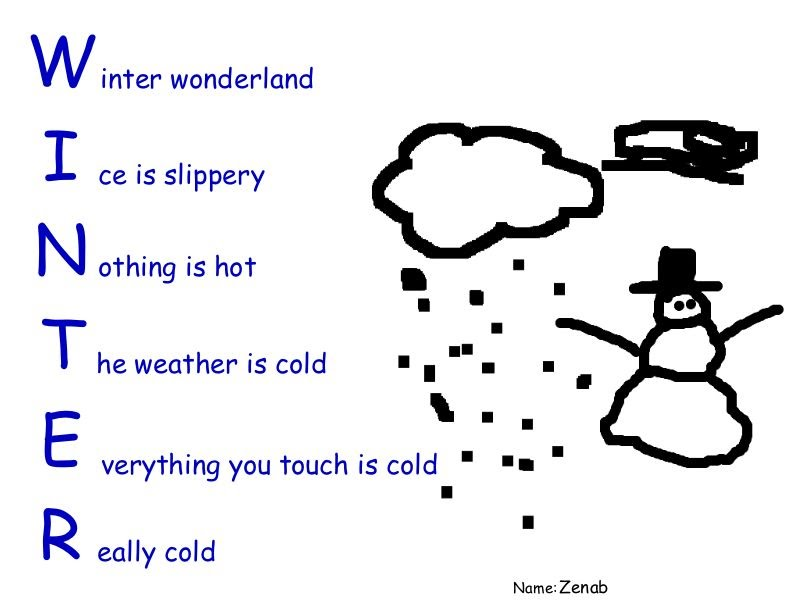 Winter wonderland
Ice is slippery
Nothing is hot
The weather is cold
Everything you touch is cold
Really cold
Name: Zenab